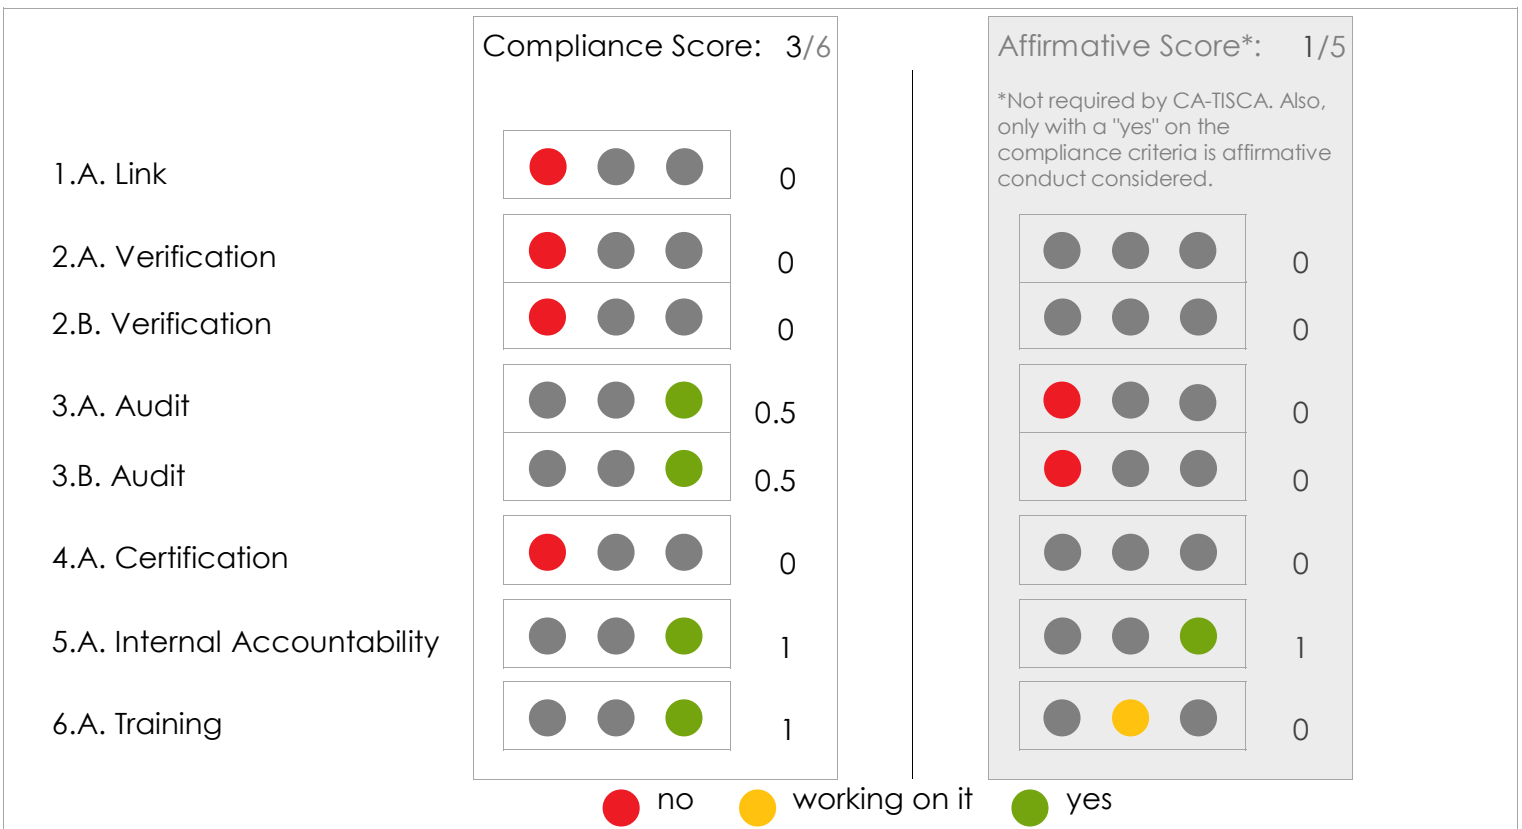 Compliance Score: 3/6
Affirmative Score*: 1/5
*Not required by CA-TISCA. Also,
only with a "yes" on the
compliance criteria is affirmative
conduct considered.
1.A. Link 0
2.A. Verification 0 0
2.B. Verification 0 0
3.A. Audit 0.5 0
3.B. Audit 0.5 0
4.A. Certification 0 0
5.A. Internal Accountability 1 1
6.A. Training 1 0
no working on it yes